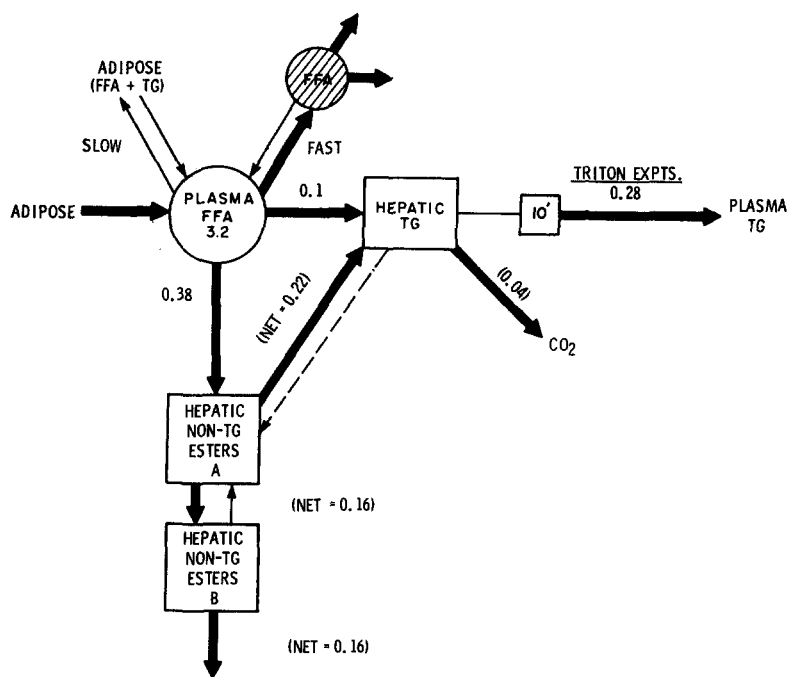 ADIPOSE
(FFA + TG)
SLOW
FFA
FAST
ADIPOSE
PLASMA
FFA
3.2
0.1
HEPATIC
TG
10'
TRITON EXPTS.
0.28
PLASMA
TG
0.38
(NET = 0.22)
(0.04)
CO2
HEPATIC
NON-TG
ESTERS
A
(NET = 0.16)
HEPATIC
NON-TG
ESTERS
B
(NET = 0.16)